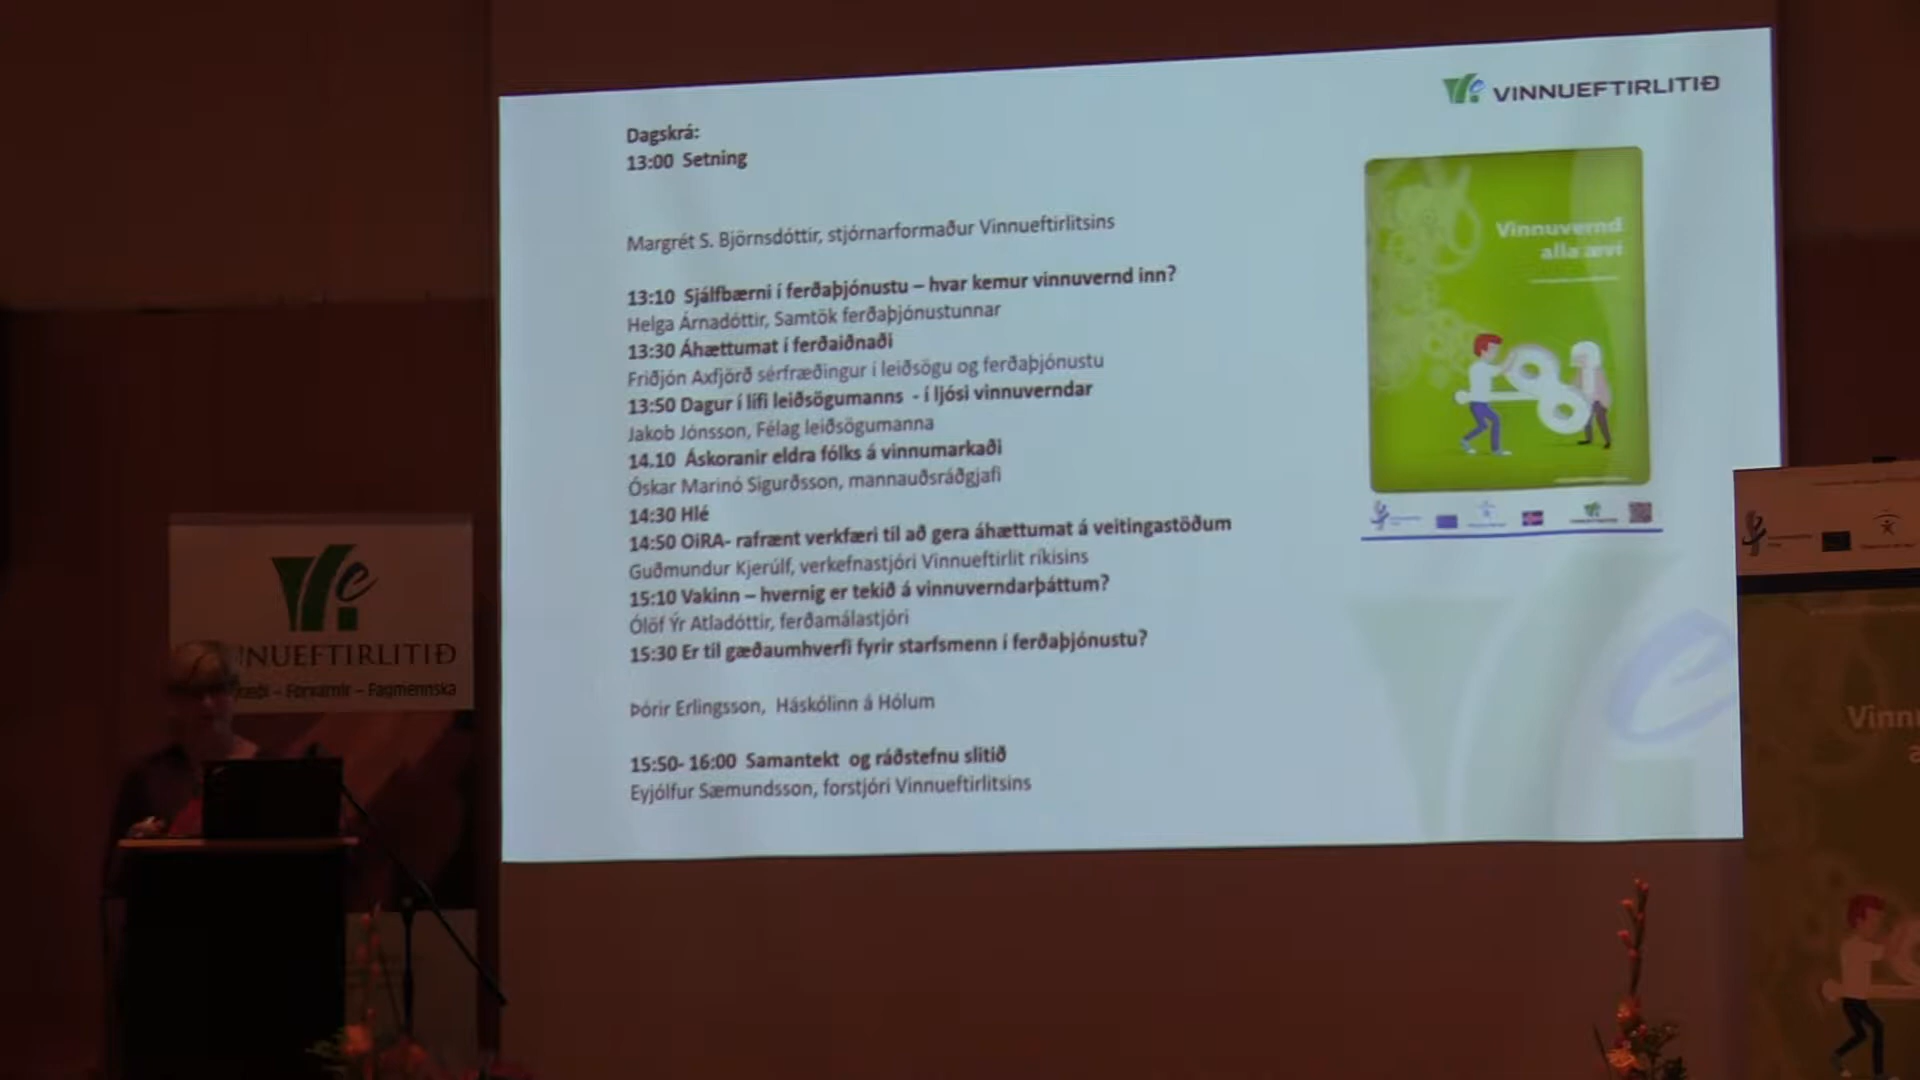 VINNUEFTIRLITIÐ
Dagskrá:
13:00 Setning
Margrét S. Björnsdóttir, stjórnarformaður Vinnueftirlitsins
13:10 Sjálfbærni í ferðaþjónustu – hvar kemur vinnuvernd inn?
Helga Árnadóttir, Samtök ferðaþjónustunnar
13:30 Áhættumat í ferðaiðnaði
Friðjón Axfjörð sérfræðingur í leiðsögu og ferðaþjónustu
13:50 Dagur í lífi leiðsögumanns - í ljósi vinnuverndar
Jakob Jónsson, Félag leiðsögumanna
14.10 Áskoranir eldra fólks á vinnumarkaði
Óskar Marinó Sigurðsson, mannauðsráðgjafi
14:30 Hlé
14:50 OiRA- rafrænt verkfæri til að gera áhættumat á veitingastöðum
Guðmundur Kjerúlf, verkefnastjóri Vinnueftirlit ríkisins
15:10 Vakinn – hvernig er tekið á vinnuverndarþáttum?
Ólöf Ýr Atladóttir, ferðamálastjóri
15:30 Er til gæðaumhverfi fyrir starfsmenn í ferðaþjónustu?
Þórir Erlingsson, Háskólinn á Hólum
15:50- 16:00 Samantekt og ráðstefnu slitið
Eyjólfur Sæmundsson, forstjóri Vinnueftirlitsins
Vinnuvernd
alla ævi
NUEFTIRLITIÐ
– Forvarnir – Fagmennska
Vinnu